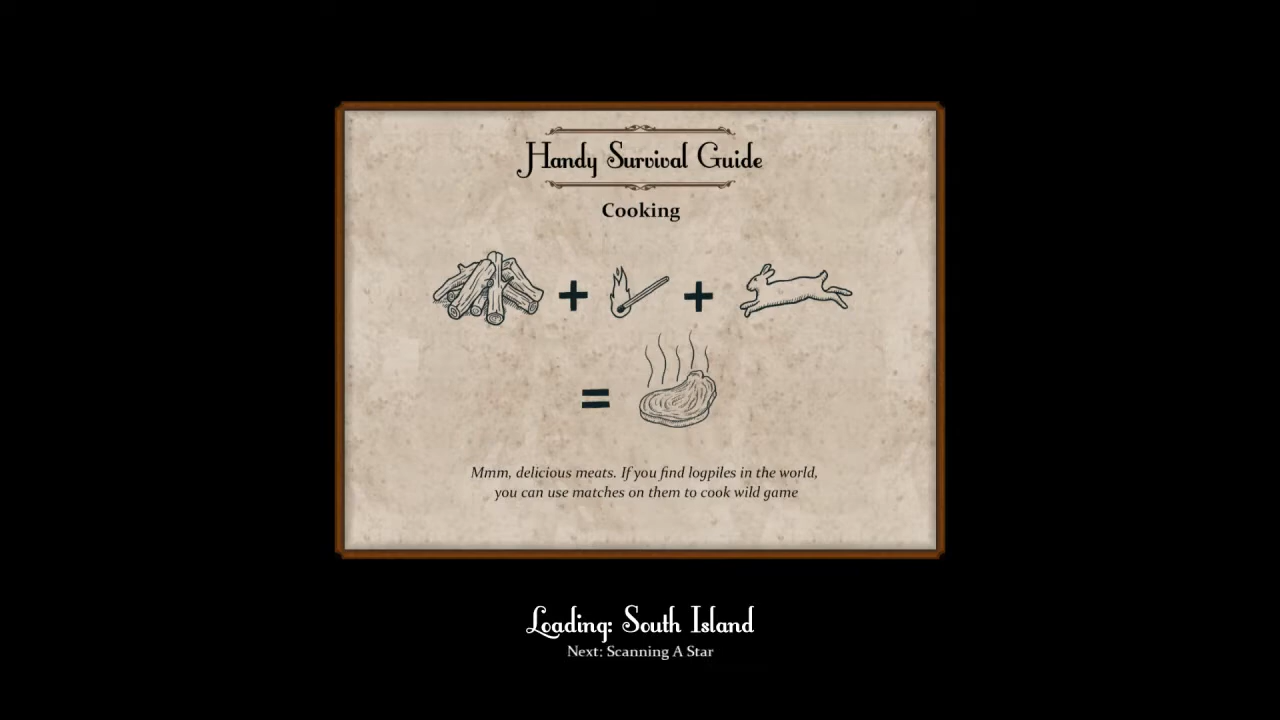 Handy Survival Guide
Cooking
+ +
=
Mmm, delicious meats. If you find logpiles in the world,
you can use matches on them to cook wild game
Loading: South Island
Next: Scanning A Star